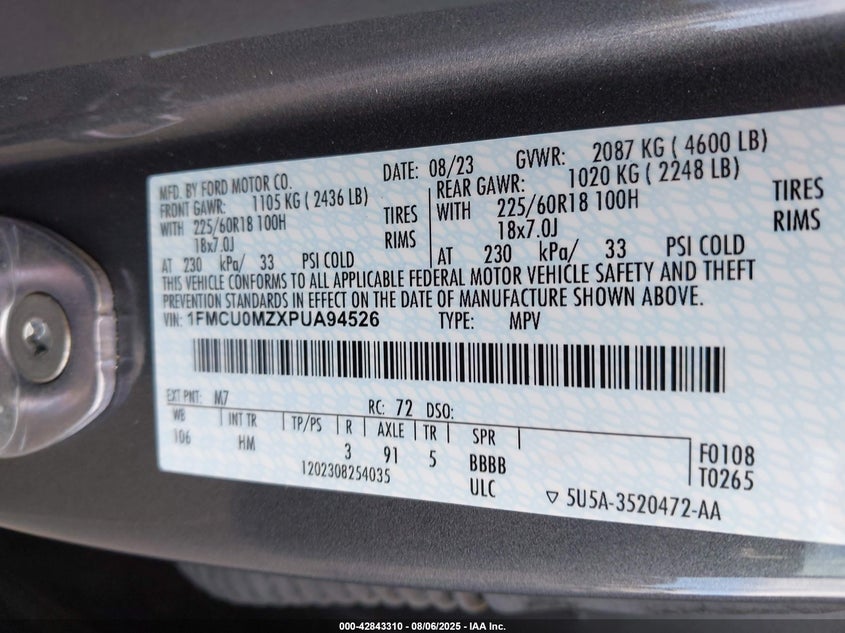 MFD. BY FORD MOTOR CO. DATE: 08/23 GVWR: 2087 KG ( 4600 LB)
FRONT GAWR: 1105 KG ( 2436 LB) REAR GAWR: 1020 KG ( 2248 LB)
WITH 225/60R18 100H TIRES WITH 225/60R18 100H TIRES
18x7.0J RIMS 18x7.0J RIMS
AT 230 kPa/ 33 PSI COLD AT 230 kPa/ 33 PSI COLD
THIS VEHICLE CONFORMS TO ALL APPLICABLE FEDERAL MOTOR VEHICLE SAFETY AND THEFT
PREVENTION STANDARDS IN EFFECT ON THE DATE OF MANUFACTURE SHOWN ABOVE.
VIN: 1FMCU0MZXPUA94526 TYPE: MPV
EXT PNT: M7 RC: 72 DSO:
WB INT TR TP/PS R AXLE TR SPR
106 HM 3 91 5 BBBB F0108
1202308254035 ULC T0265
▽ 5U5A-3520472-AA
000-42843310 - 08/06/2025 - IAA Inc.